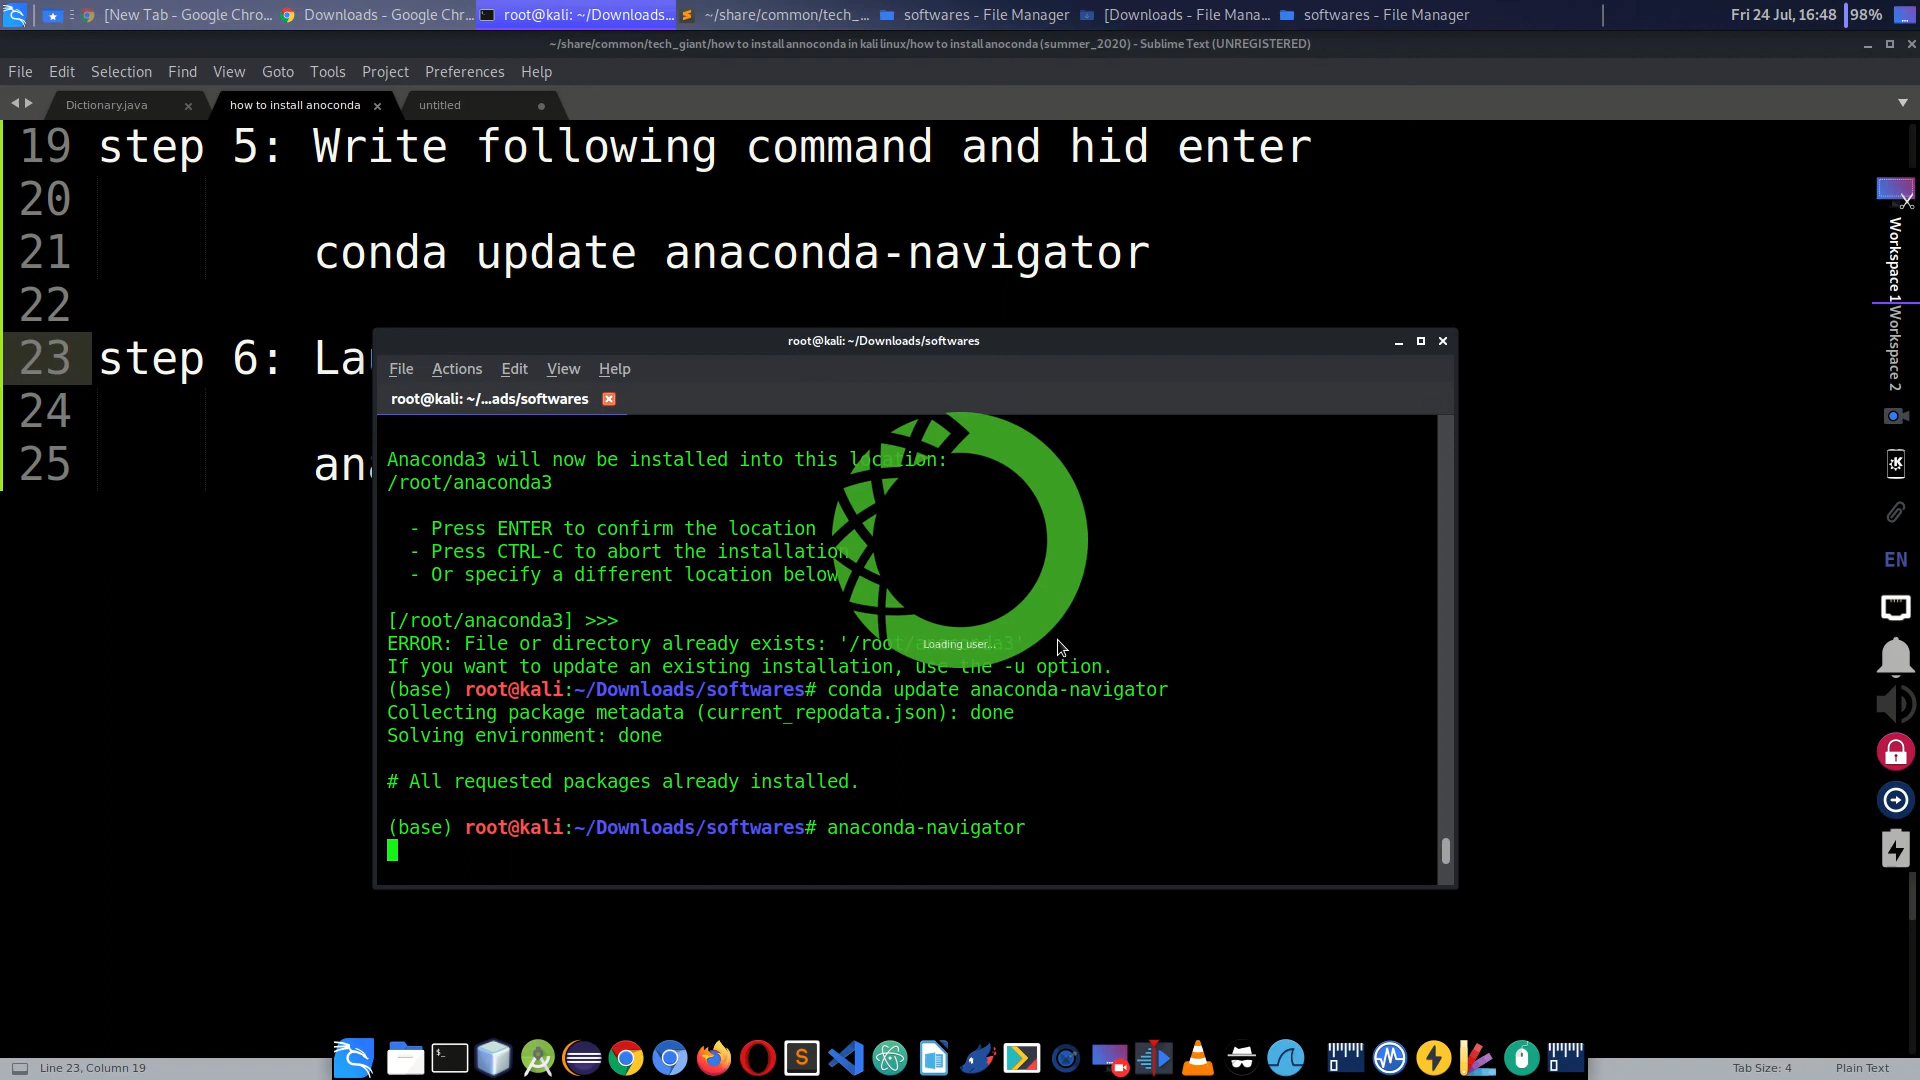 [New Tab - Google Chro...
Downloads - Google Chr...
root@kali: ~/Downloads...
~/share/common/tech_...
softwares - File Manager
[Downloads - File Mana...
softwares - File Manager
Fri 24 Jul, 16:48
98%
~/share/common/tech_giant/how to install annoconda in kali linux/how to install anoconda (summer_2020) - Sublime Text (UNREGISTERED)
File Edit Selection Find View Goto Tools Project Preferences Help
Dictionary.java
how to install anoconda
untitled
19 step 5: Write following command and hid enter
20
21 conda update anaconda-navigator
22
23 step 6: La
24
25 ana
root@kali: ~/Downloads/softwares
File Actions Edit View Help
root@kali: ~/...ads/softwares
Anaconda3 will now be installed into this location:
/root/anaconda3
- Press ENTER to confirm the location
- Press CTRL-C to abort the installation
- Or specify a different location below
[/root/anaconda3] >>>
ERROR: File or directory already exists: '/root/anaconda3'
Loading user...
If you want to update an existing installation, use the -u option.
(base) root@kali:~/Downloads/softwares# conda update anaconda-navigator
Collecting package metadata (current_repodata.json): done
Solving environment: done
# All requested packages already installed.
(base) root@kali:~/Downloads/softwares# anaconda-navigator
Workspace 1
Workspace 2
EN
Line 23, Column 19
Tab Size: 4
Plain Text